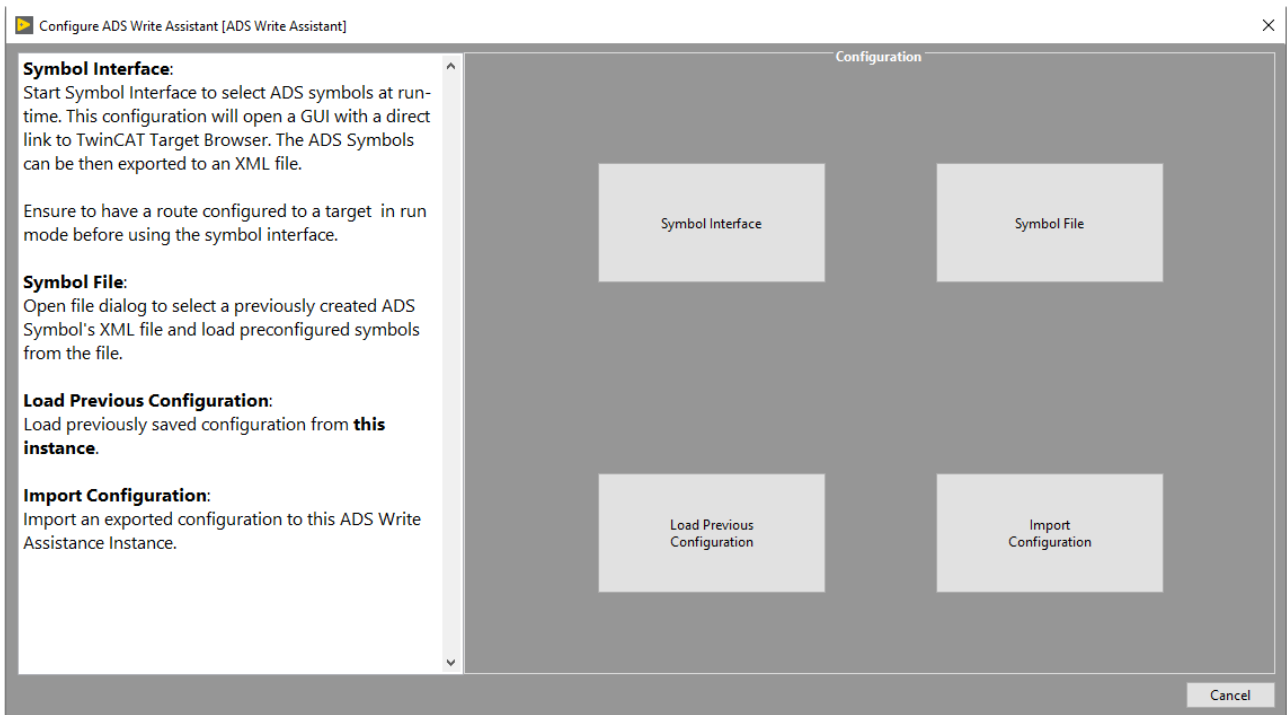 Configure ADS Write Assistant [ADS Write Assistant]
Symbol Interface:
Start Symbol Interface to select ADS symbols at run-
time. This configuration will open a GUI with a direct
link to TwinCAT Target Browser. The ADS Symbols
can be then exported to an XML file.
Ensure to have a route configured to a target  in run
mode before using the symbol interface.
Symbol File:
Open file dialog to select a previously created ADS
Symbol's XML file and load preconfigured symbols
from the file.
Load Previous Configuration:
Load previously saved configuration from this
instance.
Import Configuration:
Import an exported configuration to this ADS Write
Assistance Instance.
Configuration
Symbol Interface
Symbol File
Load Previous
Configuration
Import
Configuration
Cancel